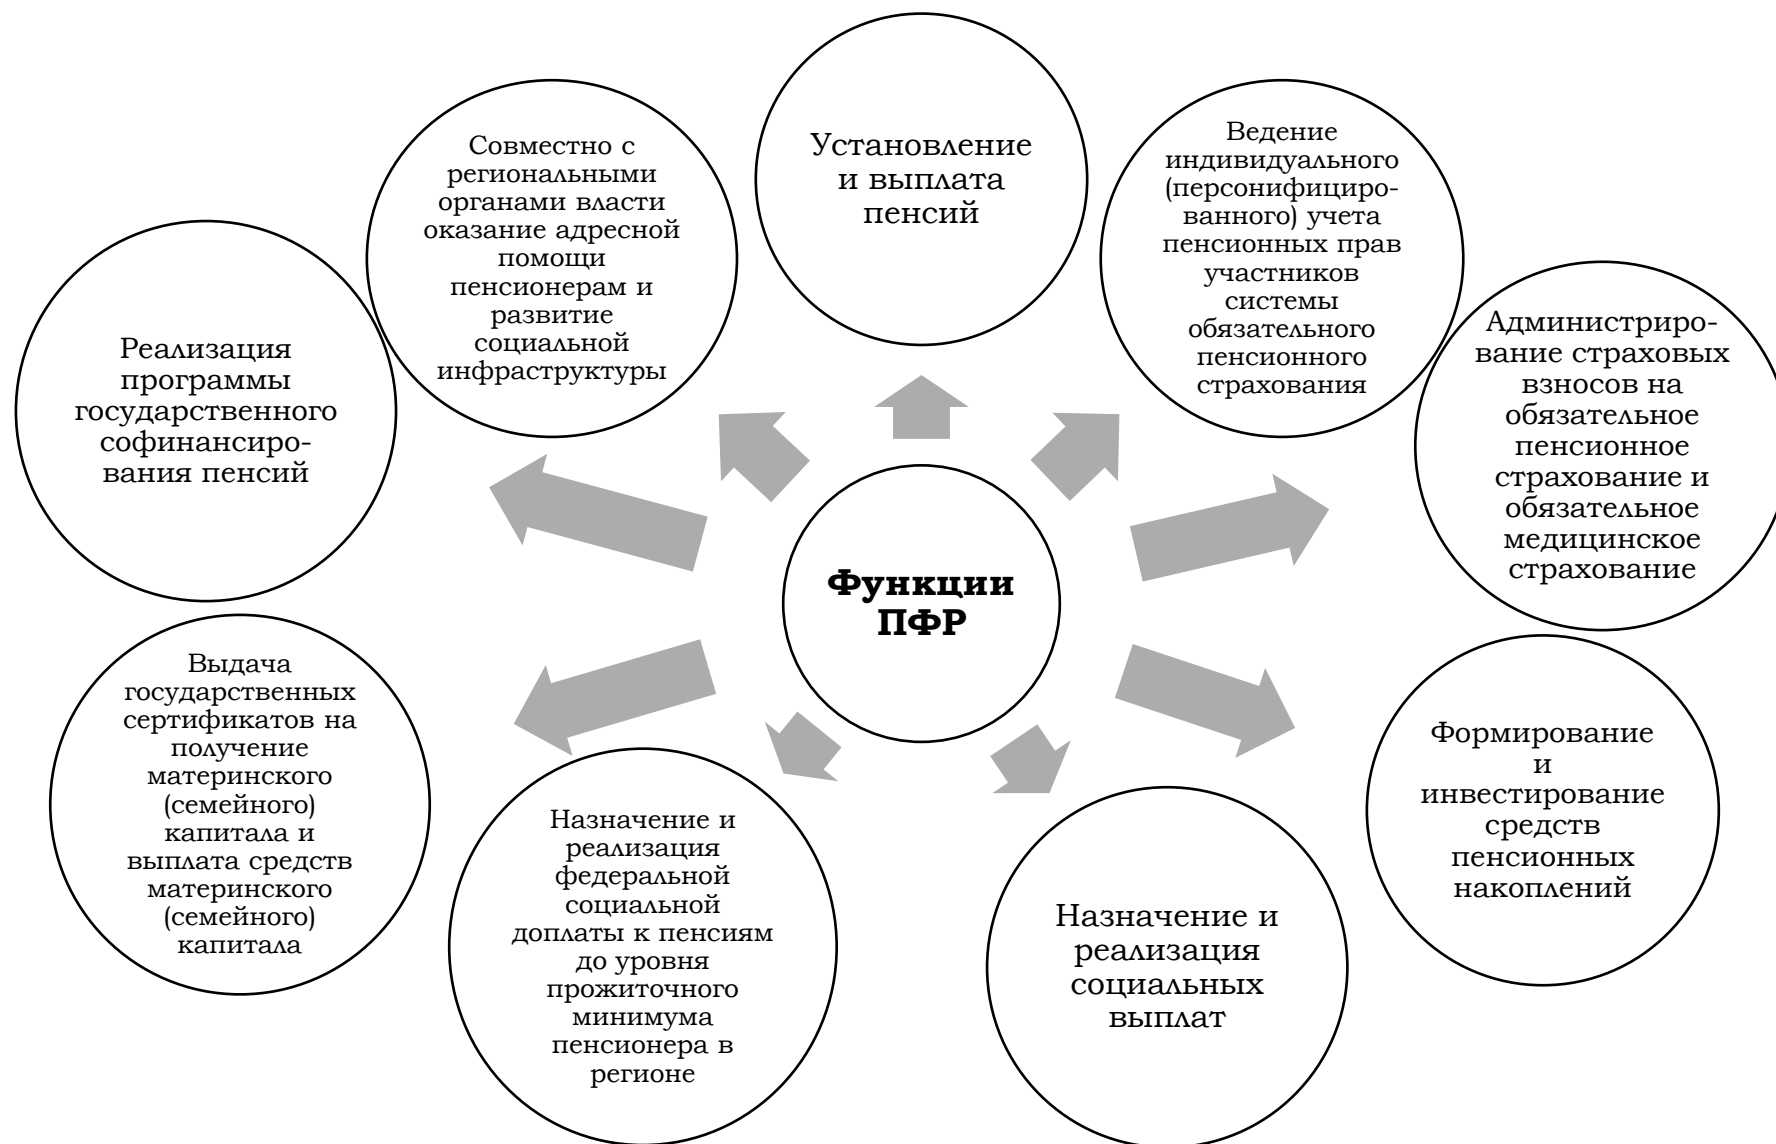 Установление
и выплата
пенсий
Ведение
индивидуального
(персонифициро-
ванного) учета
пенсионных прав
участников
системы
обязательного
пенсионного
страхования
Администриро-
вание страховых
взносов на
обязательное
пенсионное
страхование и
обязательное
медицинское
страхование
Формирование
и
инвестирование
средств
пенсионных
накоплений
Назначение и
реализация
социальных
выплат
Назначение и
реализация
федеральной
социальной
доплаты к пенсиям
до уровня
прожиточного
минимума
пенсионера в
регионе
Выдача
государственных
сертификатов на
получение
материнского
(семейного)
капитала и
выплата средств
материнского
(семейного)
капитала
Реализация
программы
государственного
софинансиро-
вания пенсий
Совместно с
региональными
органами власти
оказание адресной
помощи
пенсионерам и
развитие
социальной
инфраструктуры
Функции
ПФР